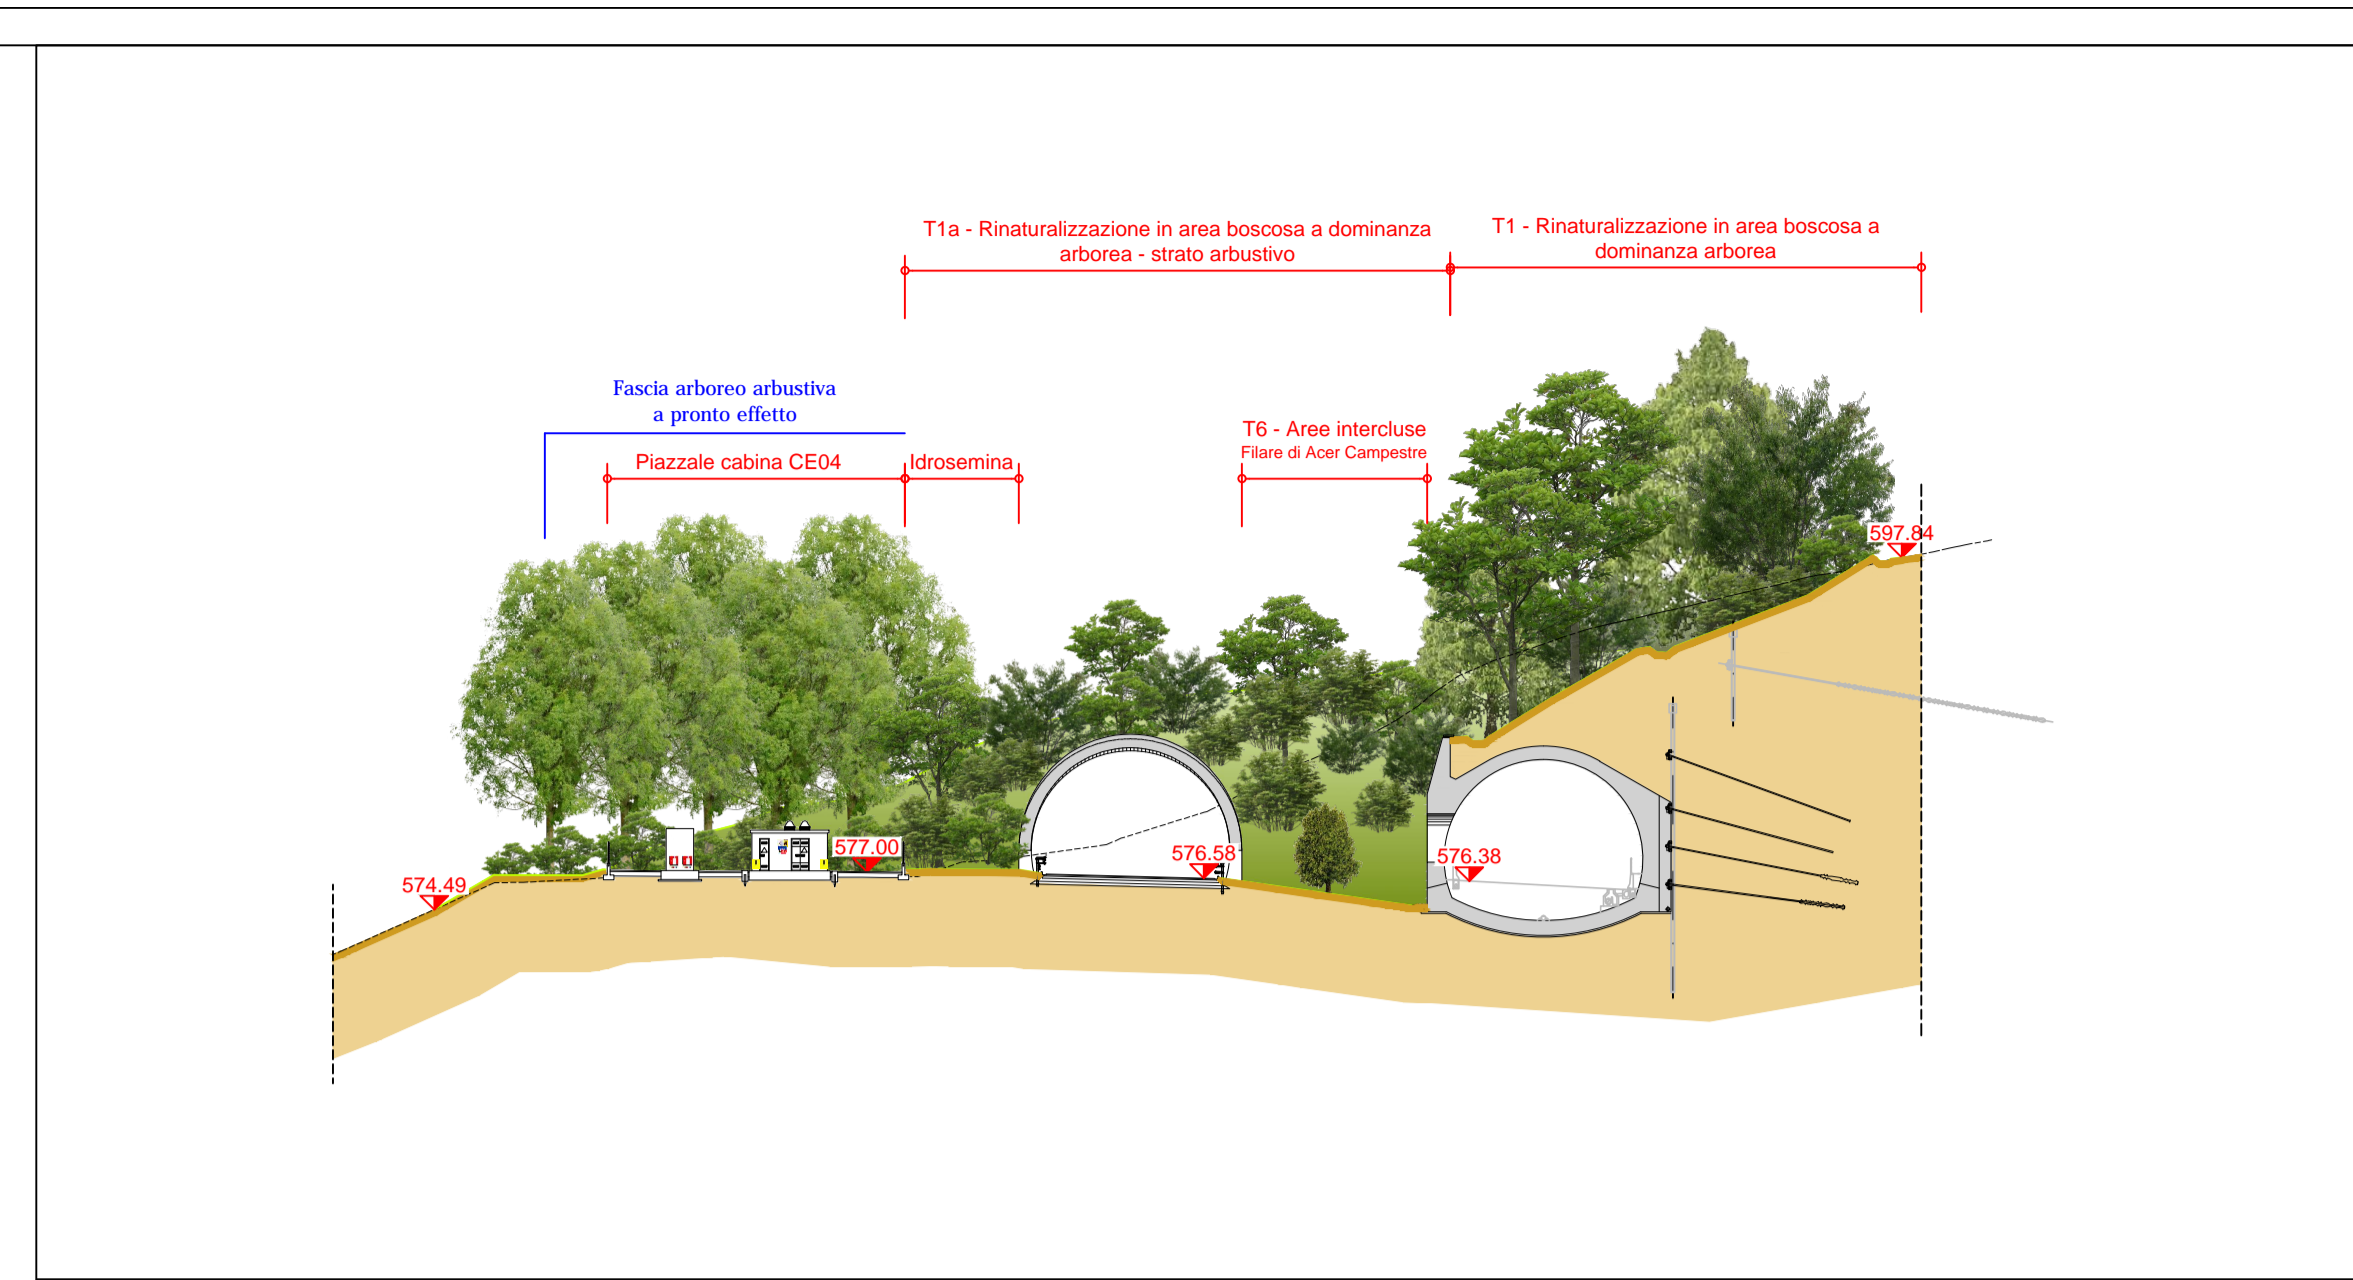 T1a - Rinaturalizzazione in area boscosa a dominanza
arborea - strato arbustivo
T1 - Rinaturalizzazione in area boscosa a
dominanza arborea
Fascia arboreo arbustiva
a pronto effetto
Piazzale cabina CE04
Idrosemina
T6 - Aree intercluse
Filare di Acer Campestre
597.84
577.00
576.58
576.38
574.49